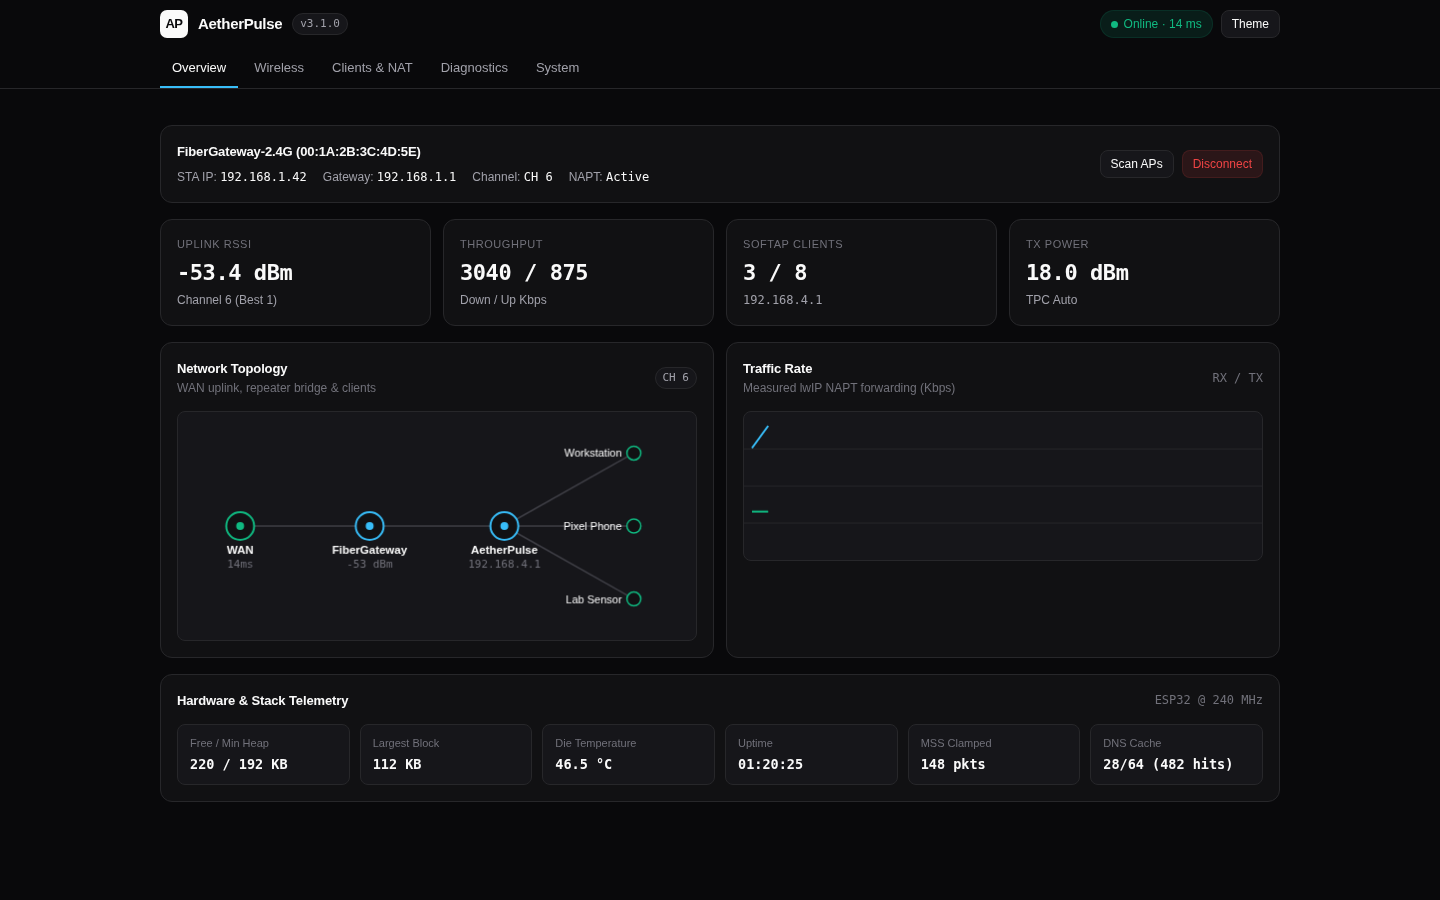 AP AetherPulse v3.1.0 Online · 14 ms Theme
Overview Wireless Clients & NAT Diagnostics System
FiberGateway-2.4G (00:1A:2B:3C:4D:5E)
STA IP: 192.168.1.42 Gateway: 192.168.1.1 Channel: CH 6 NAPT: Active
Scan APs Disconnect
UPLINK RSSI
-53.4 dBm
Channel 6 (Best 1)
THROUGHPUT
3040 / 875
Down / Up Kbps
SOFTAP CLIENTS
3 / 8
192.168.4.1
TX POWER
18.0 dBm
TPC Auto
Network Topology
WAN uplink, repeater bridge & clients
CH 6
Workstation
Pixel Phone
Lab Sensor
WAN
14ms
FiberGateway
-53 dBm
AetherPulse
192.168.4.1
Traffic Rate
Measured lwIP NAPT forwarding (Kbps)
RX / TX
Hardware & Stack Telemetry
ESP32 @ 240 MHz
Free / Min Heap
220 / 192 KB
Largest Block
112 KB
Die Temperature
46.5 °C
Uptime
01:20:25
MSS Clamped
148 pkts
DNS Cache
28/64 (482 hits)